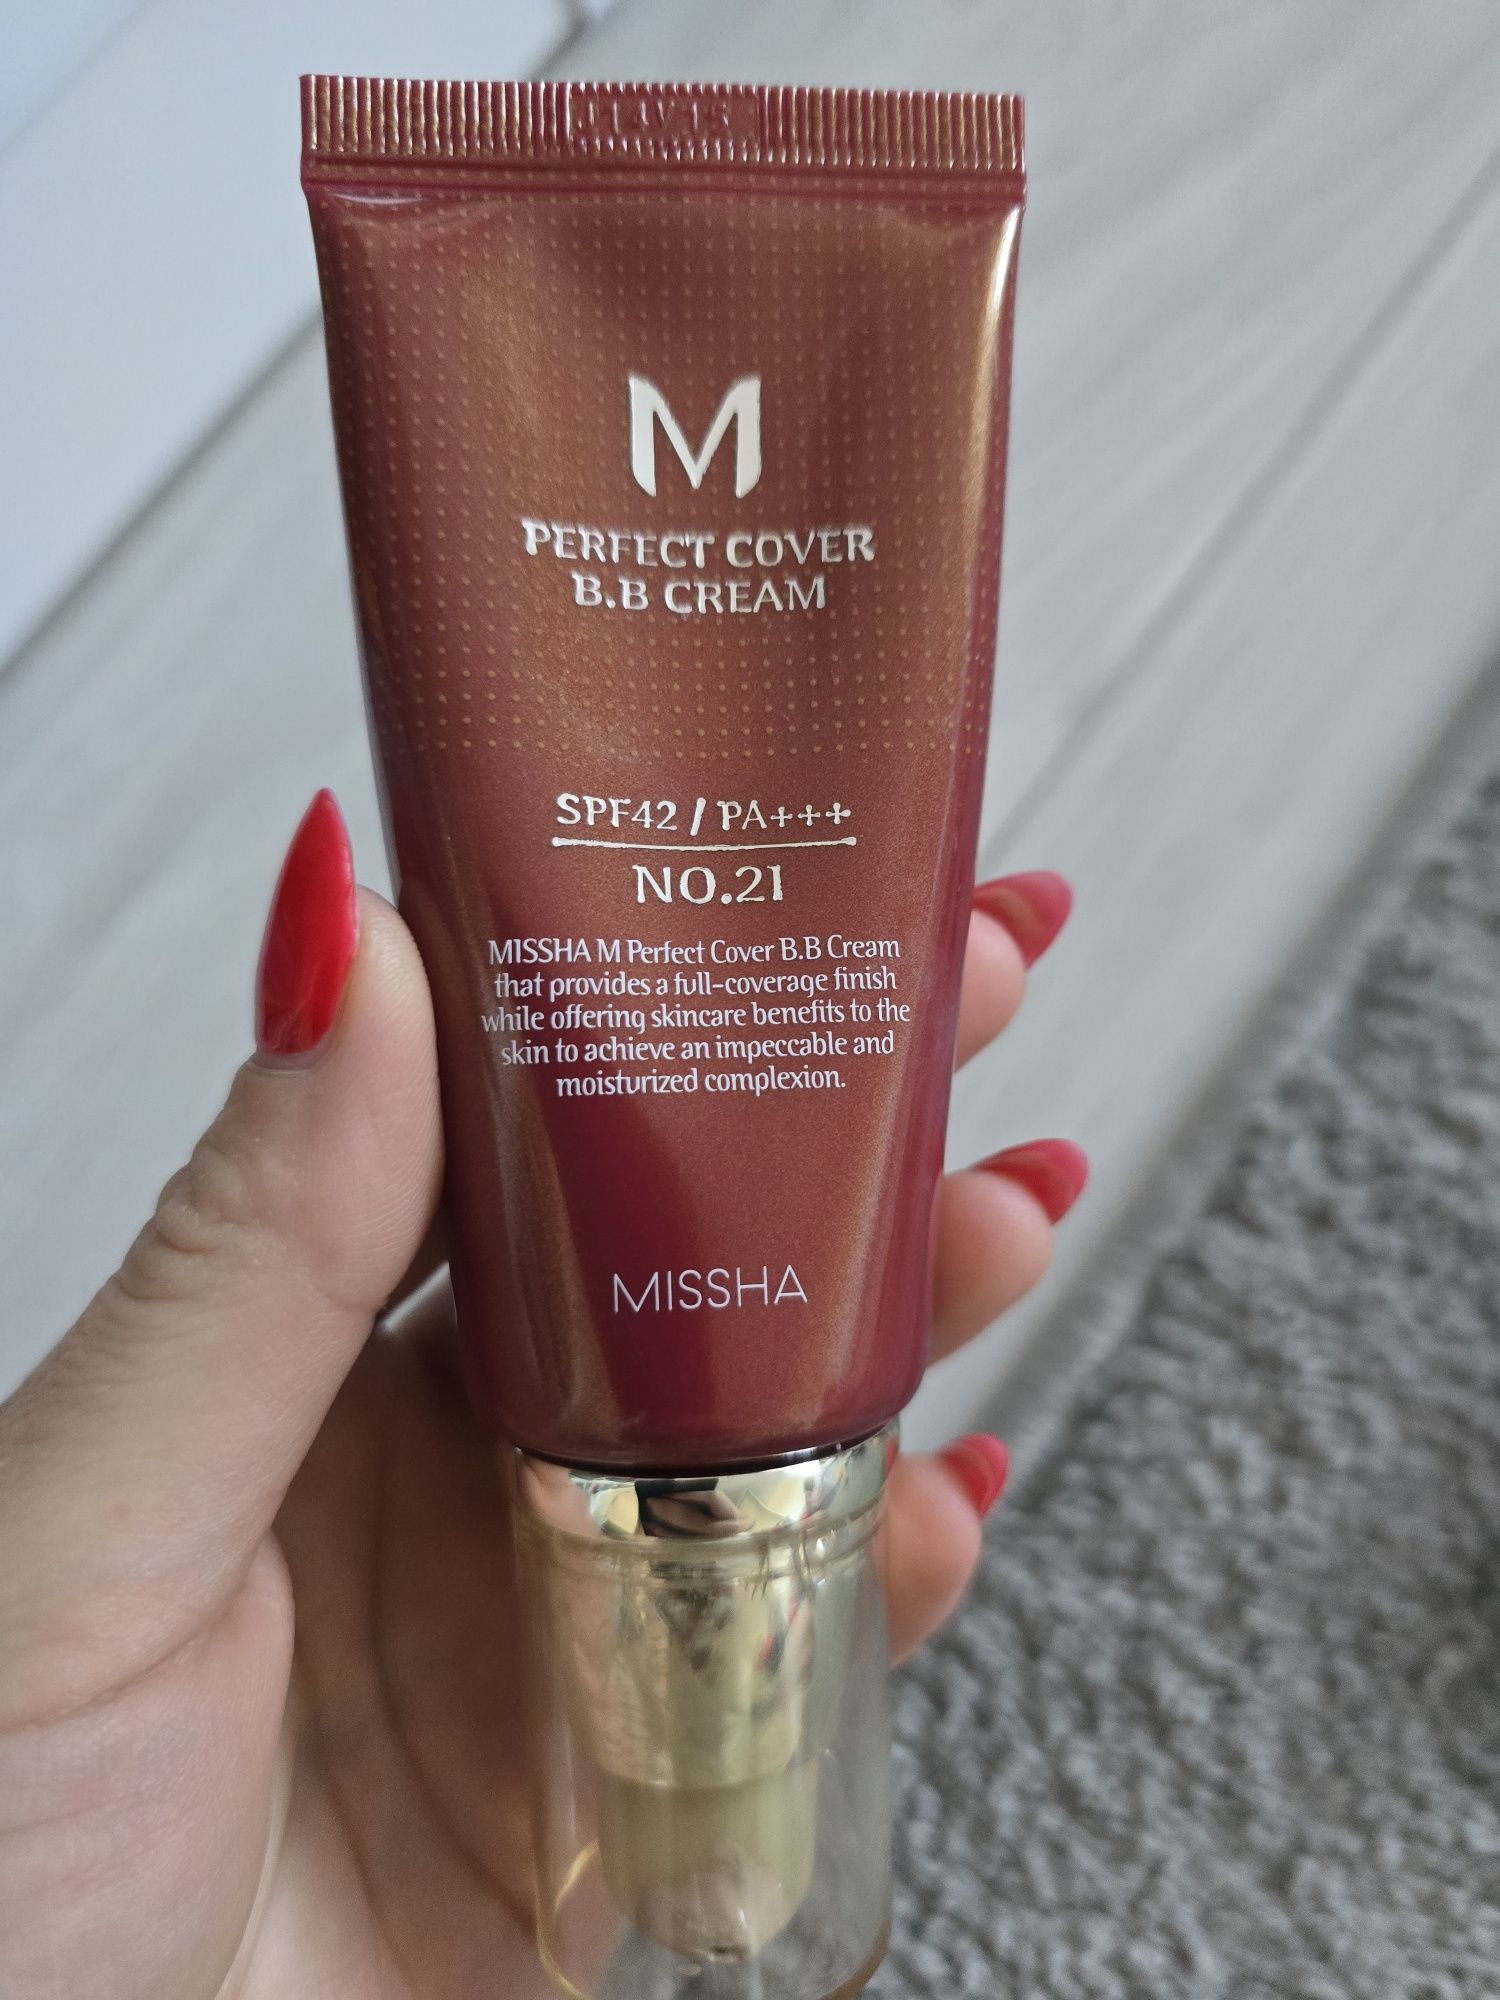 M
PERFECT COVER
B.B CREAM
SPF42 / PA+++
NO.21
MISSHA M Perfect Cover B.B Cream
that provides a full-coverage finish
while offering skincare benefits to the
skin to achieve an impeccable and
moisturized complexion.
MISSHA